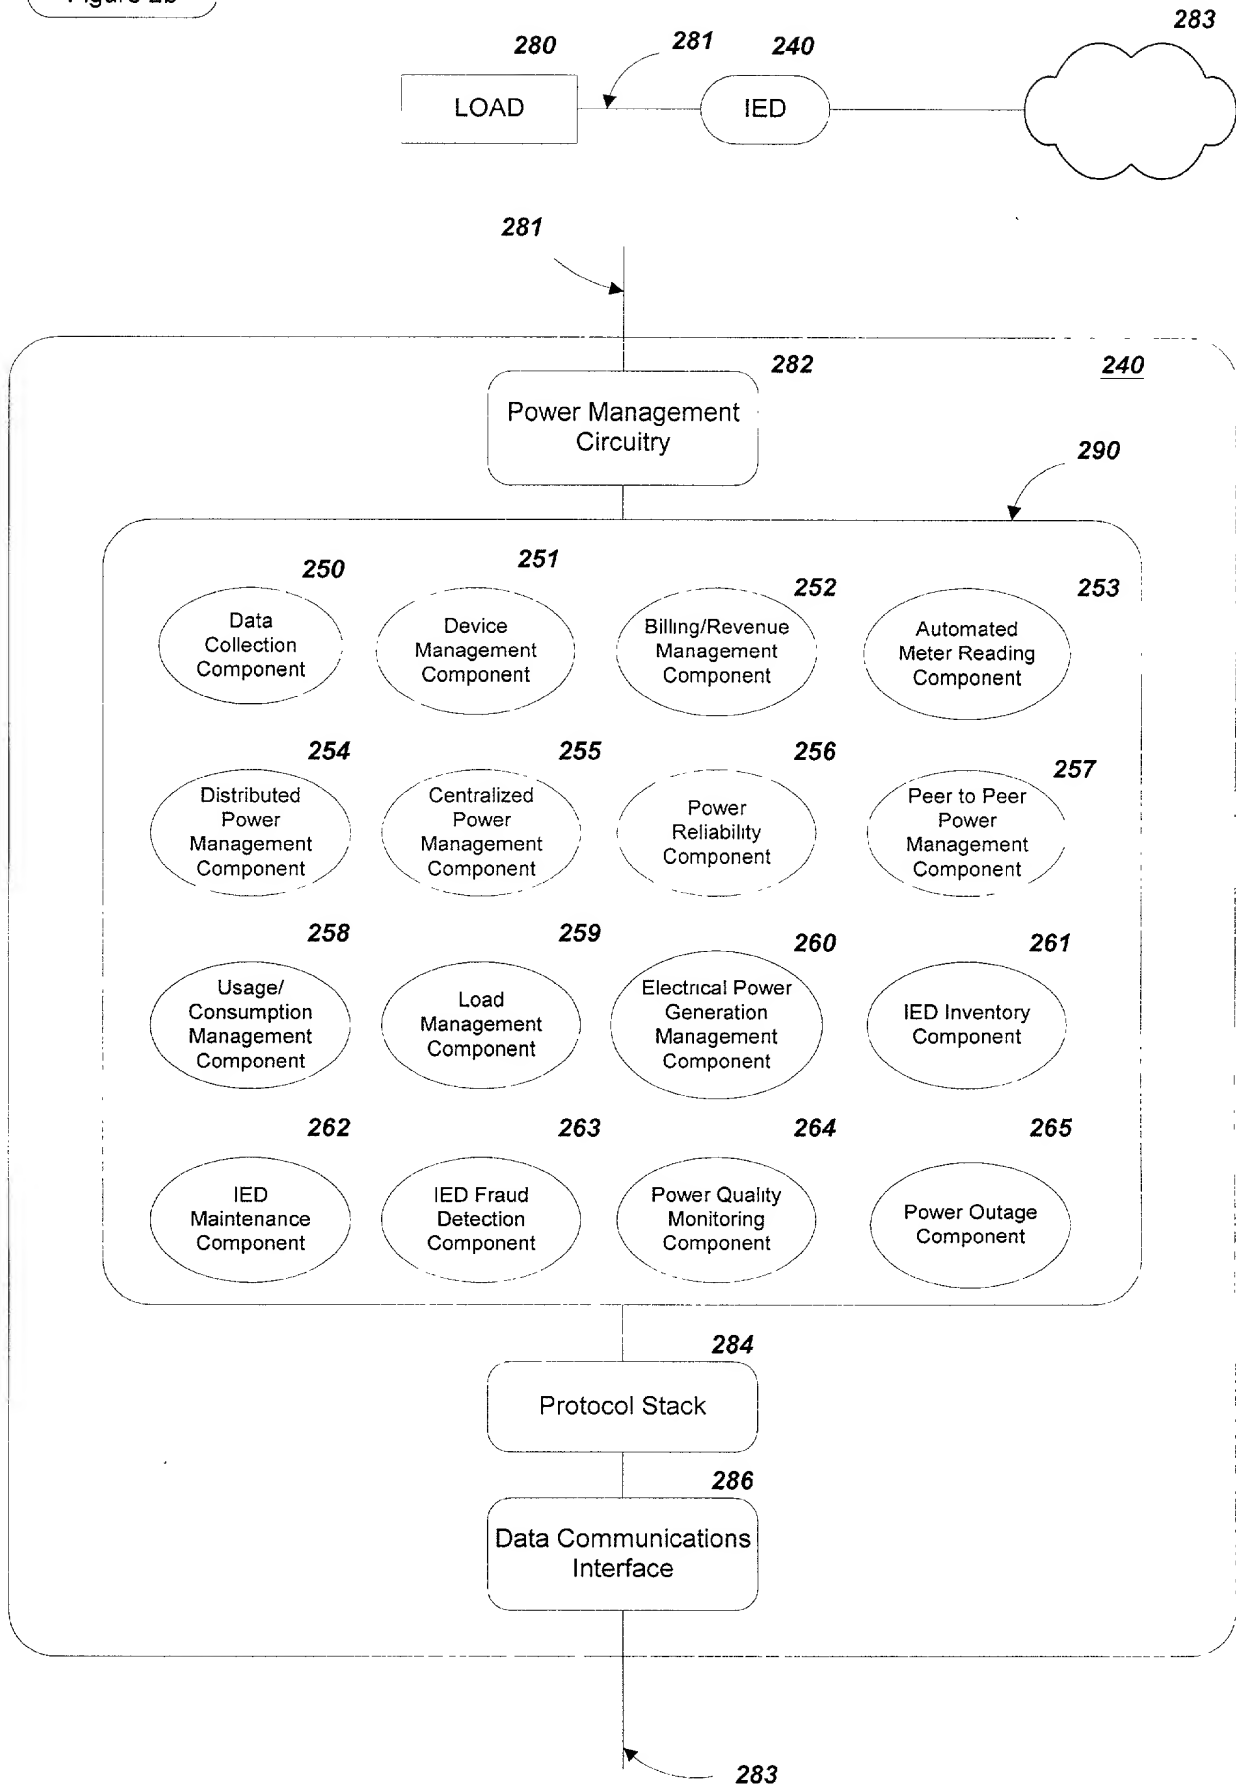 Figure 2b
283
280
281
240
LOAD
IED
281
282
240
Power Management
Circuitry
290
250
251
252
253
Data
Collection
Component
Device
Management
Component
Billing/Revenue
Management
Component
Automated
Meter Reading
Component
254
255
256
257
Distributed
Power
Management
Component
Centralized
Power
Management
Component
Power
Reliability
Component
Peer to Peer
Power
Management
Component
258
259
260
261
Usage/
Consumption
Management
Component
Load
Management
Component
Electrical Power
Generation
Management
Component
IED Inventory
Component
262
263
264
265
IED
Maintenance
Component
IED Fraud
Detection
Component
Power Quality
Monitoring
Component
Power Outage
Component
284
Protocol Stack
286
Data Communications
Interface
283